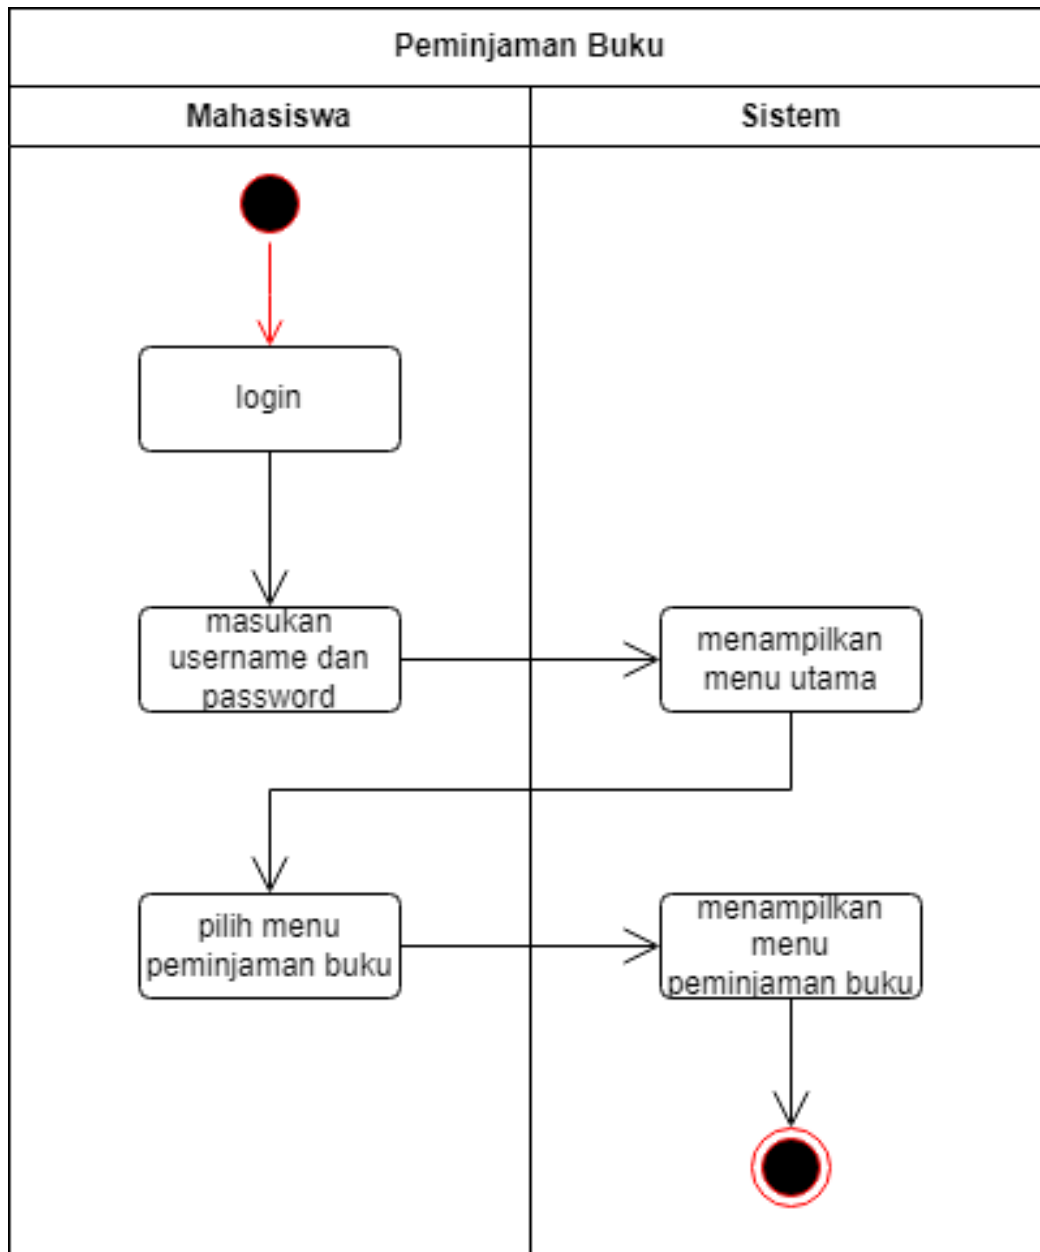 Peminjaman Buku
Mahasiswa
Sistem
login
masukan
username dan
password
menampilkan
menu utama
pilih menu
peminjaman buku
menampilkan
menu
peminjaman buku